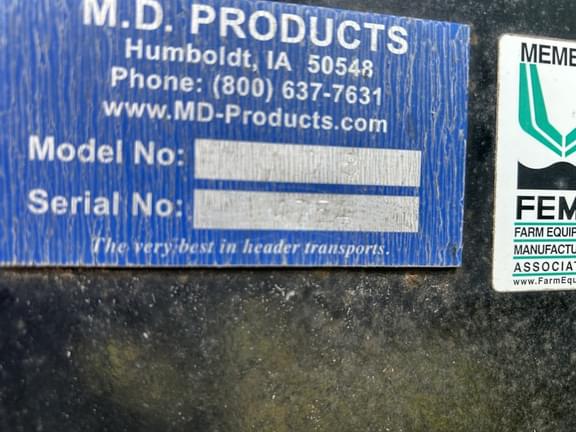 M.D. PRODUCTS
Humboldt, IA 50548
Phone: (800) 637-7631
www.MD-Products.com
Model No:
Serial No:
The very best in header transports.
MEMBE
FEM
FARM EQUIP
MANUFACTU
ASSOCIAT
www.FarmEqu